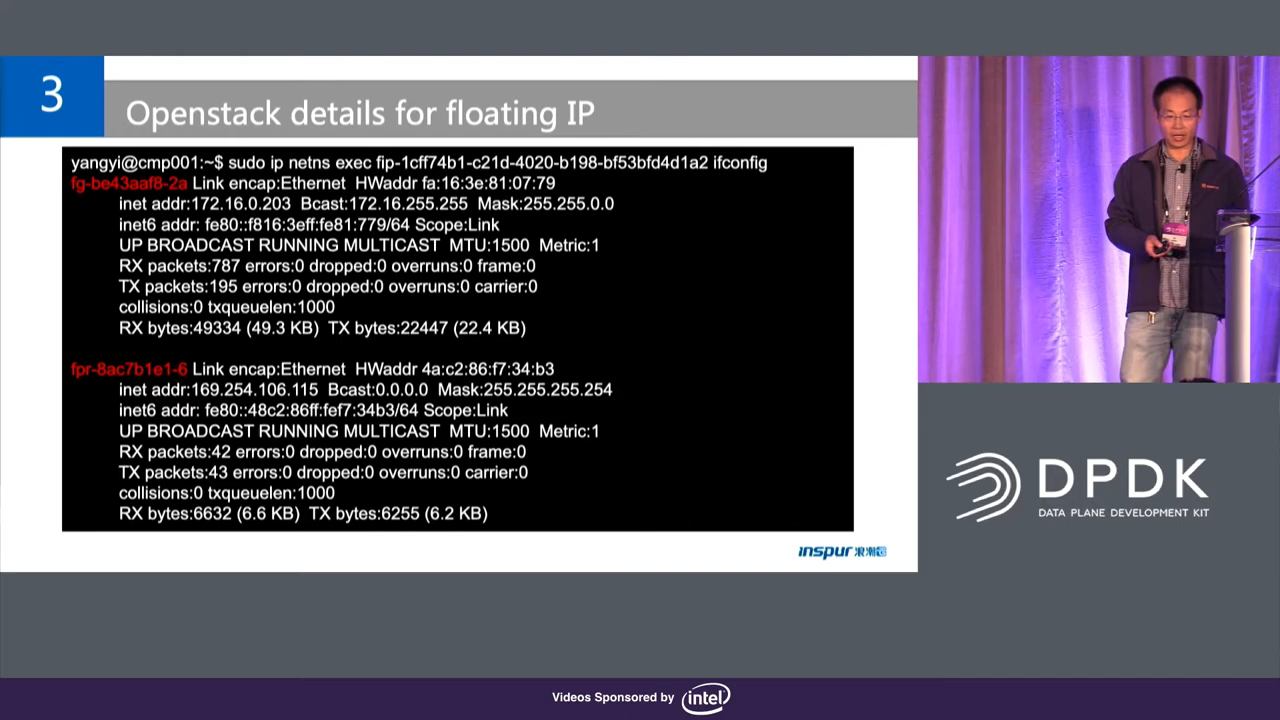 3
Openstack details for floating IP
yangyi@cmp001:~$ sudo ip netns exec fip-1cff74b1-c21d-4020-b198-bf53bfd4d1a2 ifconfig
fg-be43aaf8-2a Link encap:Ethernet HWaddr fa:16:3e:81:07:79
inet addr:172.16.0.203 Bcast:172.16.255.255 Mask:255.255.0.0
inet6 addr: fe80::f816:3eff:fe81:779/64 Scope:Link
UP BROADCAST RUNNING MULTICAST MTU:1500 Metric:1
RX packets:787 errors:0 dropped:0 overruns:0 frame:0
TX packets:195 errors:0 dropped:0 overruns:0 carrier:0
collisions:0 txqueuelen:1000
RX bytes:49334 (49.3 KB) TX bytes:22447 (22.4 KB)
fpr-8ac7b1e1-6 Link encap:Ethernet HWaddr 4a:c2:86:f7:34:b3
inet addr:169.254.106.115 Bcast:0.0.0.0 Mask:255.255.255.254
inet6 addr: fe80::48c2:86ff:fef7:34b3/64 Scope:Link
UP BROADCAST RUNNING MULTICAST MTU:1500 Metric:1
RX packets:42 errors:0 dropped:0 overruns:0 frame:0
TX packets:43 errors:0 dropped:0 overruns:0 carrier:0
collisions:0 txqueuelen:1000
RX bytes:6632 (6.6 KB) TX bytes:6255 (6.2 KB)
inspur 浪潮
DPDK
DATA PLANE DEVELOPMENT KIT
Videos Sponsored by intel